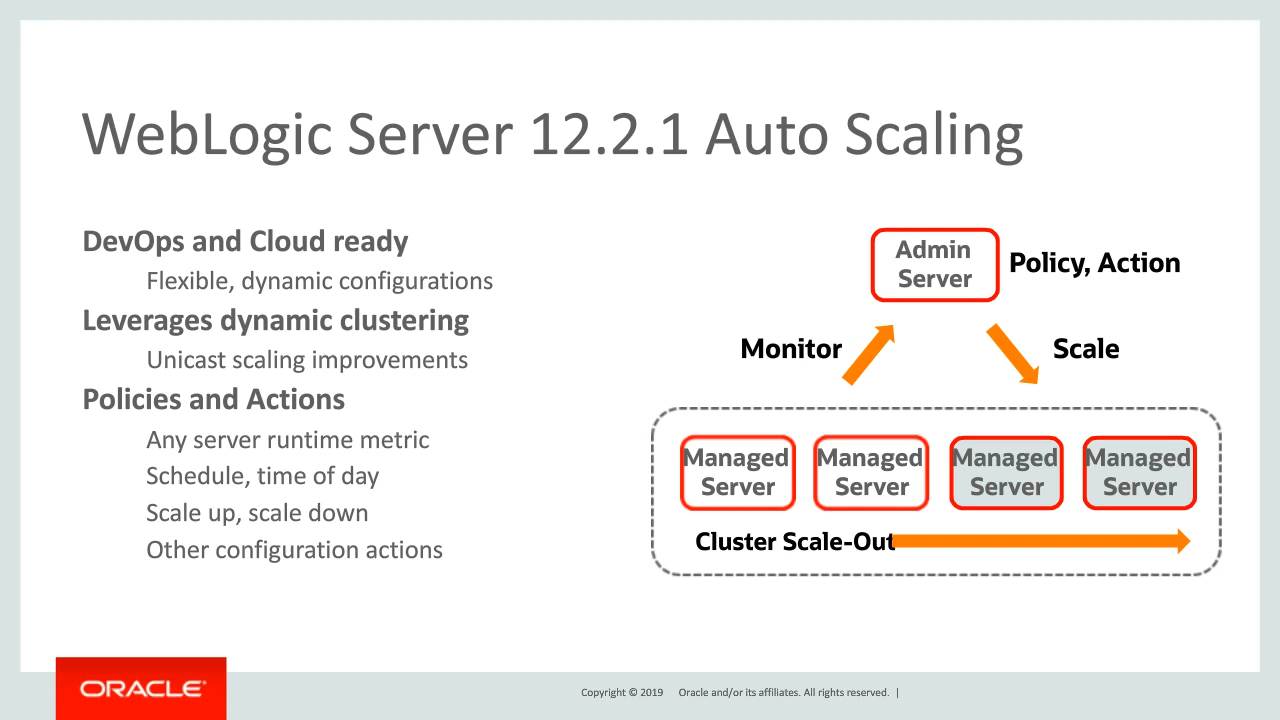 WebLogic Server 12.2.1 Auto Scaling
DevOps and Cloud ready
Flexible, dynamic configurations
Leverages dynamic clustering
Unicast scaling improvements
Policies and Actions
Any server runtime metric
Schedule, time of day
Scale up, scale down
Other configuration actions
Admin
Server
Policy, Action
Monitor
Scale
Managed
Server
Managed
Server
Managed
Server
Managed
Server
Cluster Scale-Out
ORACLE®
Copyright © 2019 Oracle and/or its affiliates. All rights reserved. |